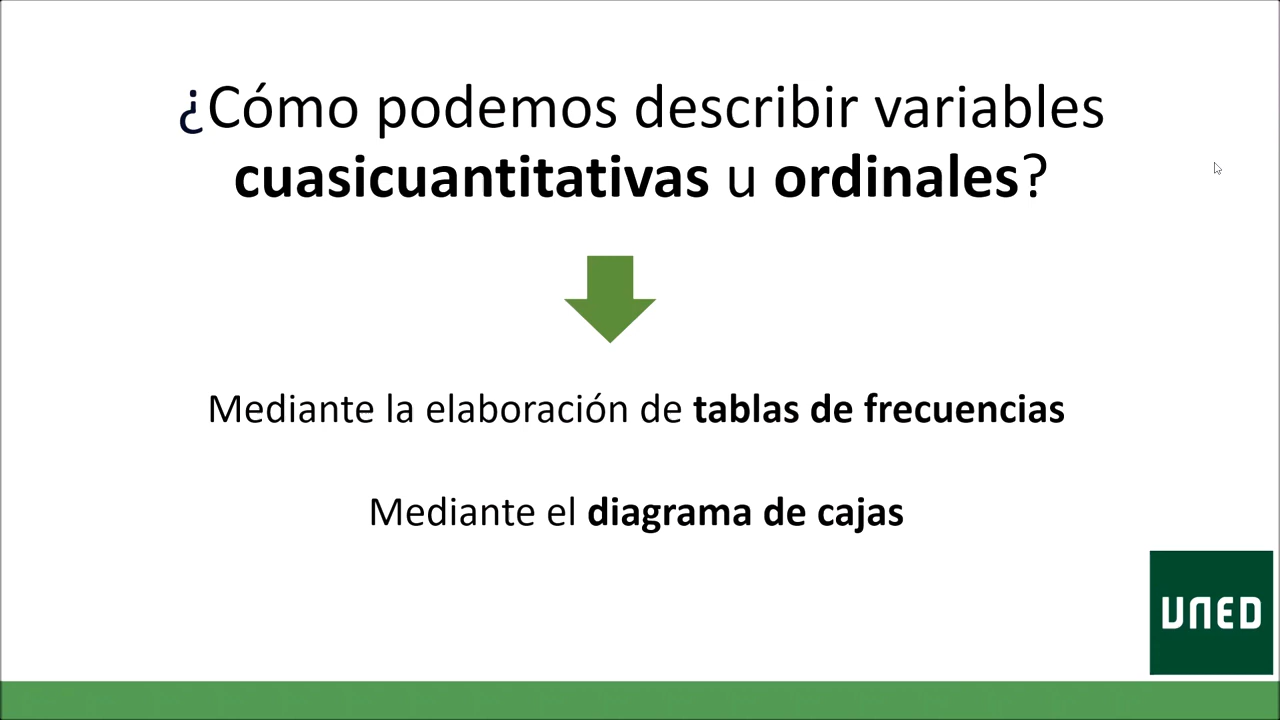 ¿Cómo podemos describir variables
cuasicuantitativas u ordinales?
Mediante la elaboración de tablas de frecuencias
Mediante el diagrama de cajas
UNED